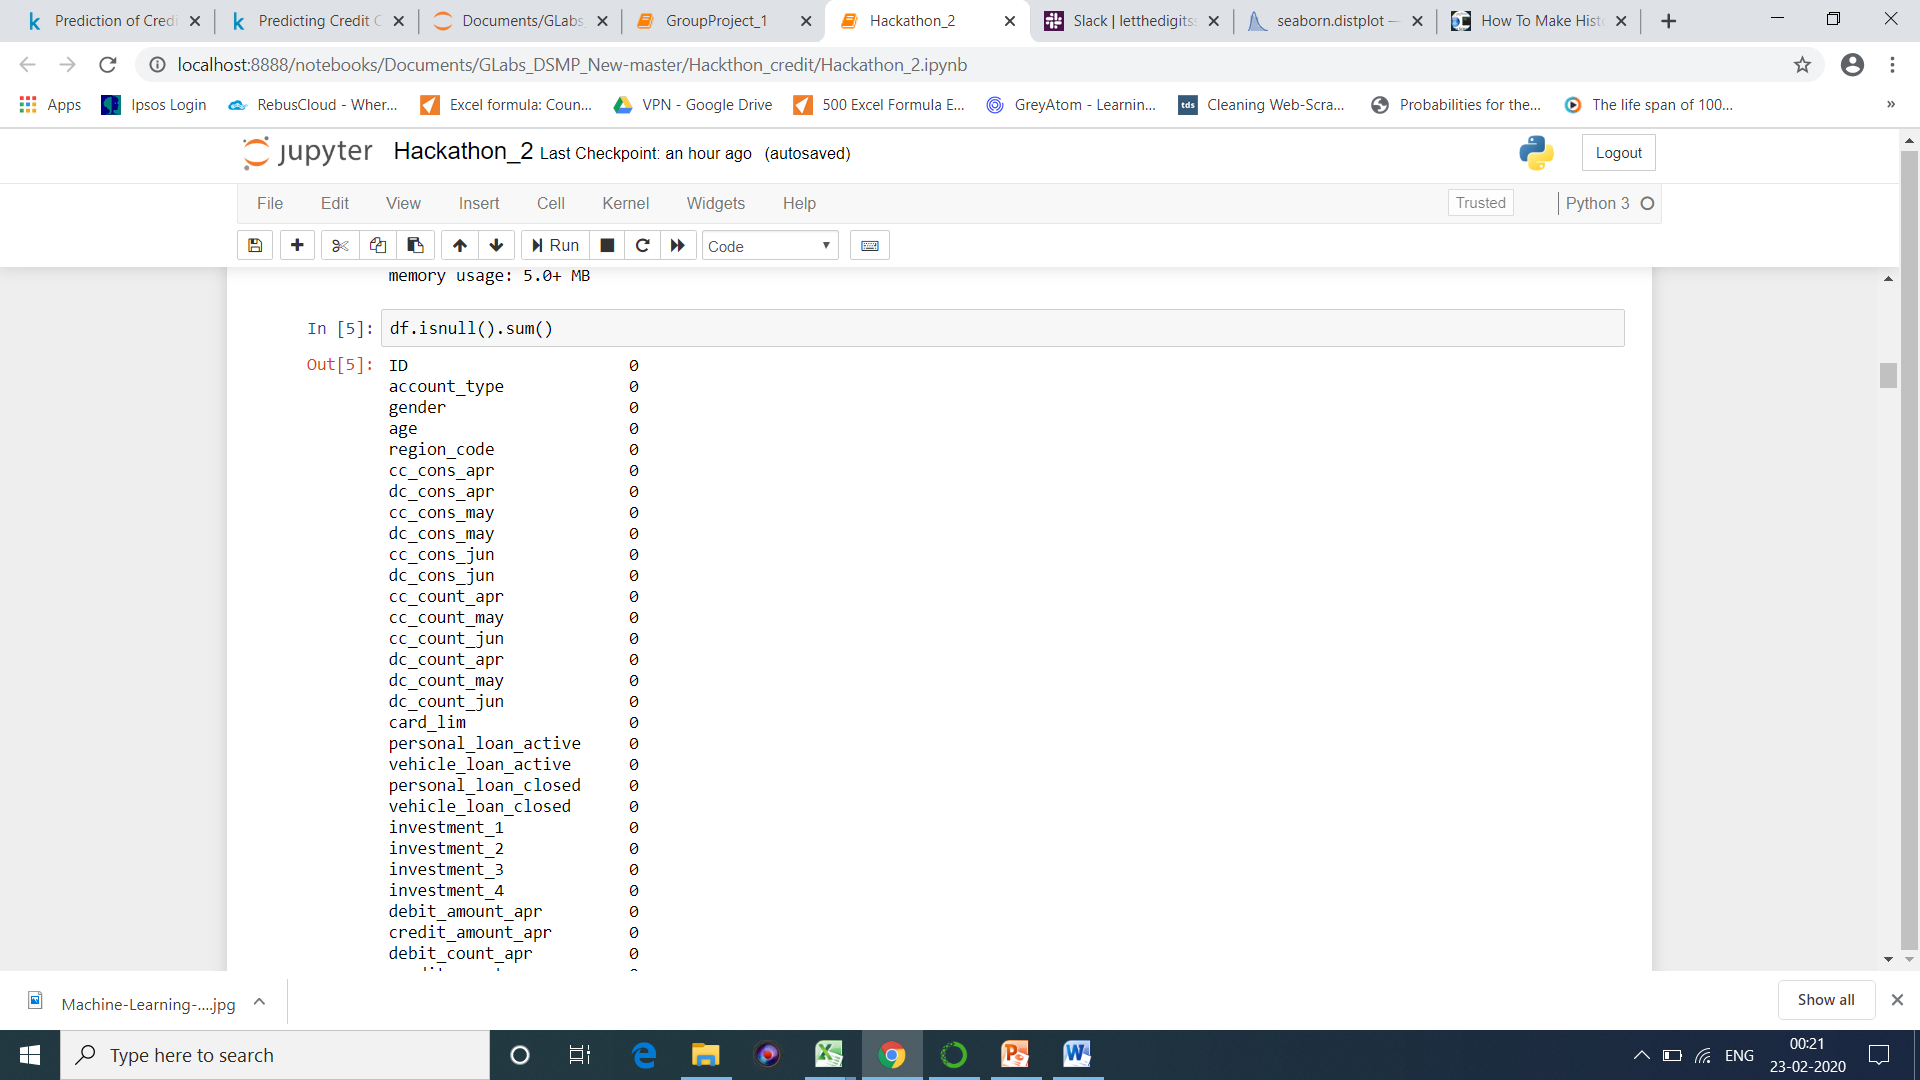 Prediction of Credi
Predicting Credit C
Documents/GLabs
GroupProject_1
Hackathon_2
Slack | letthedigits
seaborn.distplot —
How To Make Histo
localhost:8888/notebooks/Documents/GLabs_DSMP_New-master/Hackthon_credit/Hackathon_2.ipynb
Apps
Ipsos Login
RebusCloud - Wher...
Excel formula: Coun...
VPN - Google Drive
500 Excel Formula E...
GreyAtom - Learnin...
tds Cleaning Web-Scra...
Probabilities for the...
The life span of 100...
»
jupyter Hackathon_2 Last Checkpoint: an hour ago (autosaved)
Logout
File Edit View Insert Cell Kernel Widgets Help
Trusted
Python 3
Run
Code
memory usage: 5.0+ MB
In [5]: df.isnull().sum()
Out[5]: ID 0
account_type 0
gender 0
age 0
region_code 0
cc_cons_apr 0
dc_cons_apr 0
cc_cons_may 0
dc_cons_may 0
cc_cons_jun 0
dc_cons_jun 0
cc_count_apr 0
cc_count_may 0
cc_count_jun 0
dc_count_apr 0
dc_count_may 0
dc_count_jun 0
card_lim 0
personal_loan_active 0
vehicle_loan_active 0
personal_loan_closed 0
vehicle_loan_closed 0
investment_1 0
investment_2 0
investment_3 0
investment_4 0
debit_amount_apr 0
credit_amount_apr 0
debit_count_apr 0
Machine-Learning-....jpg
Show all
Type here to search
ENG
00:21
23-02-2020